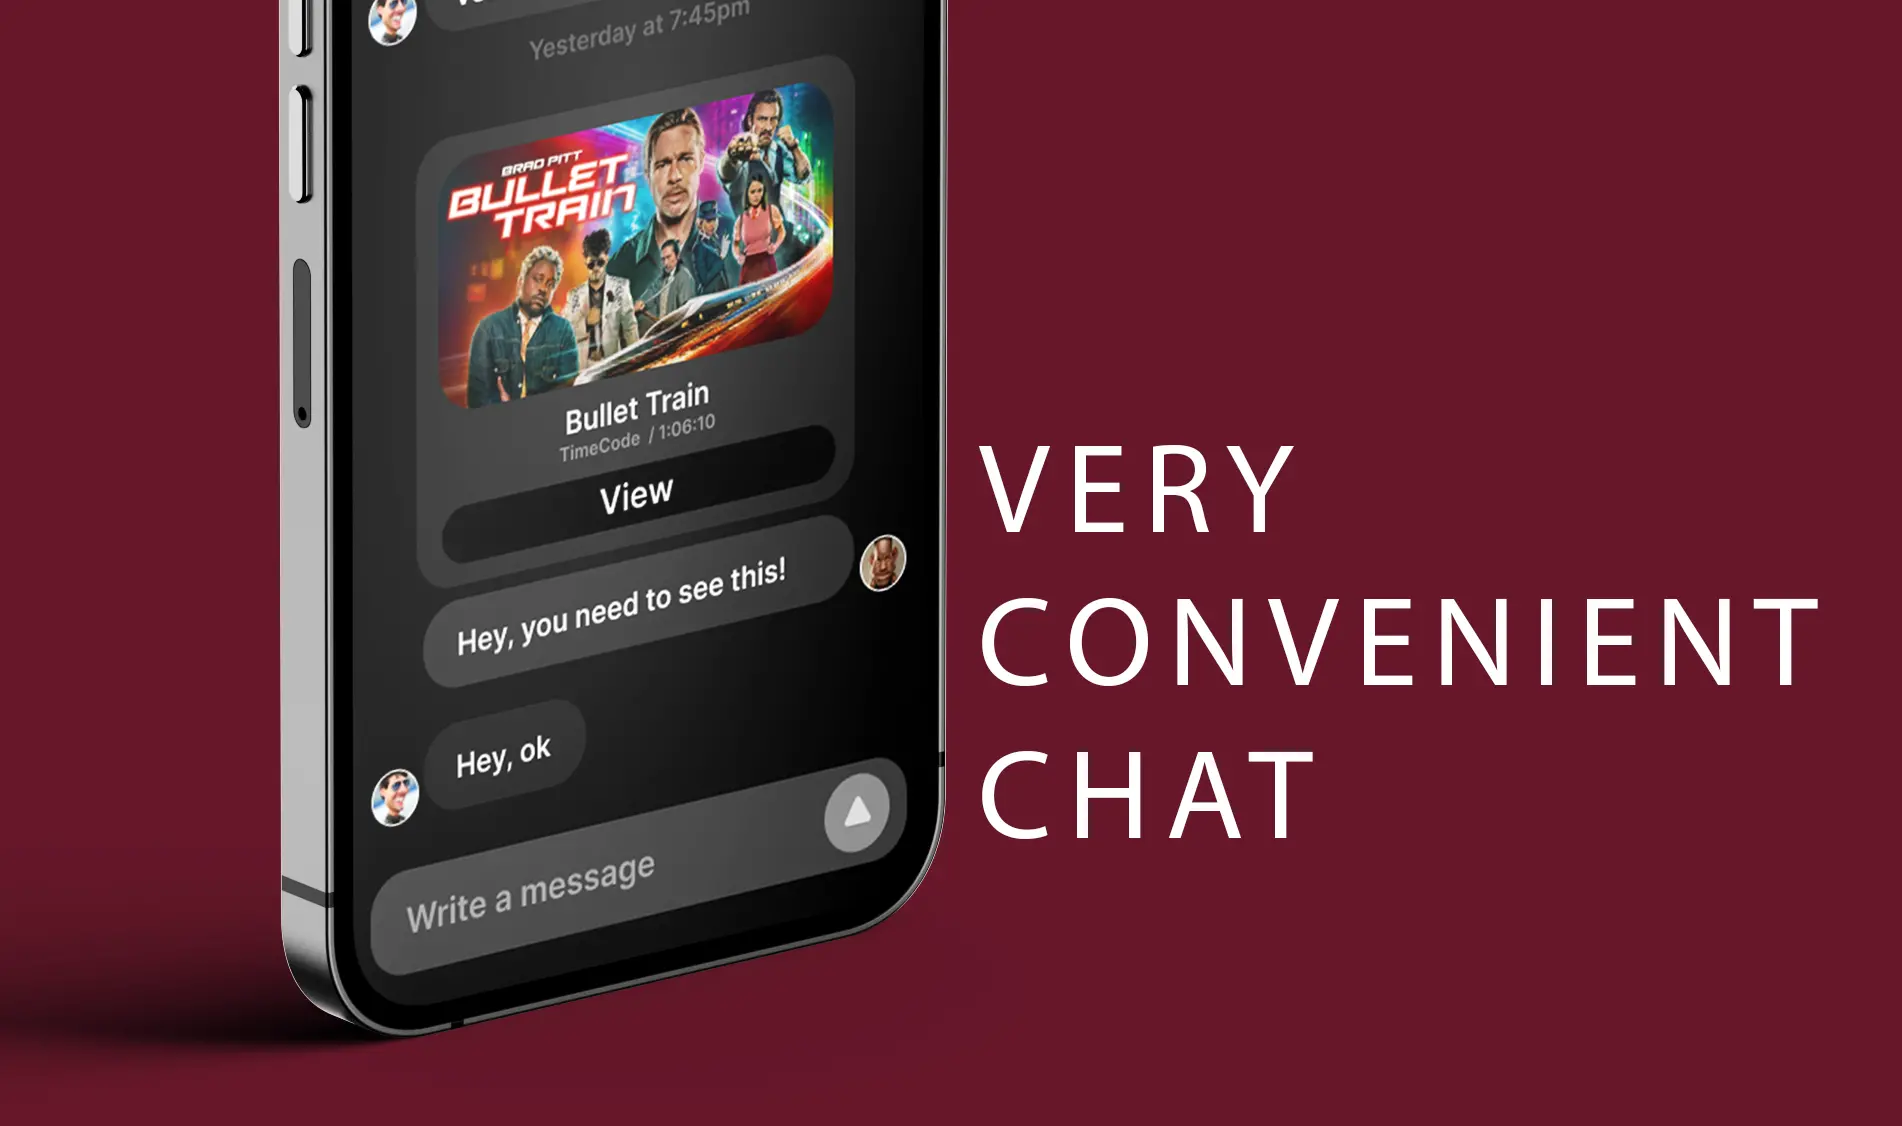 Yesterday at 7:45pm
BRAD PITT
BULLET
TRAIN
Bullet Train
TimeCode / 1:06:10
View
Hey, you need to see this!
Hey, ok
Write a message
VERY
CONVENIENT
CHAT